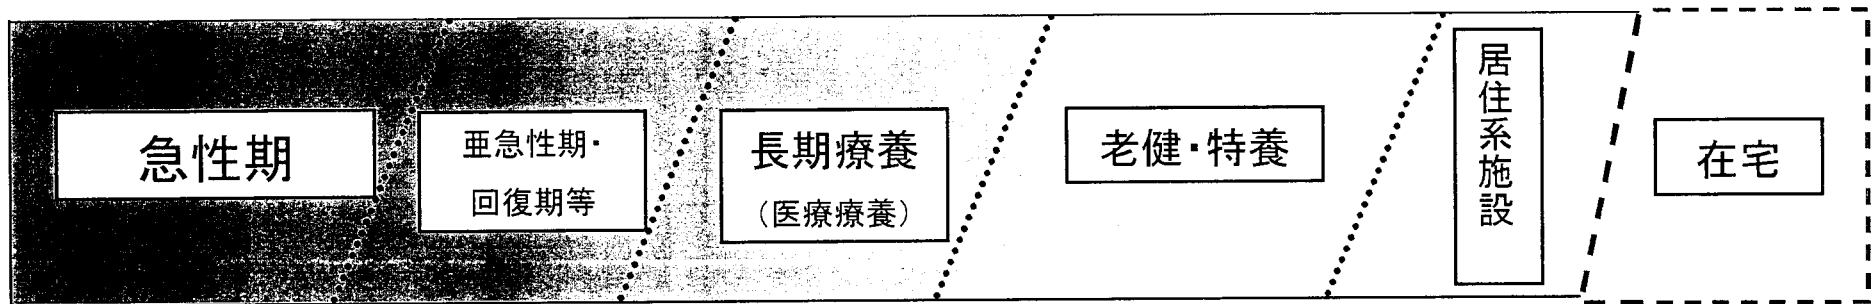 急性期
亜急性期・
回復期等
長期療養
（医療療養）
老健・特養
居住系施設
在宅